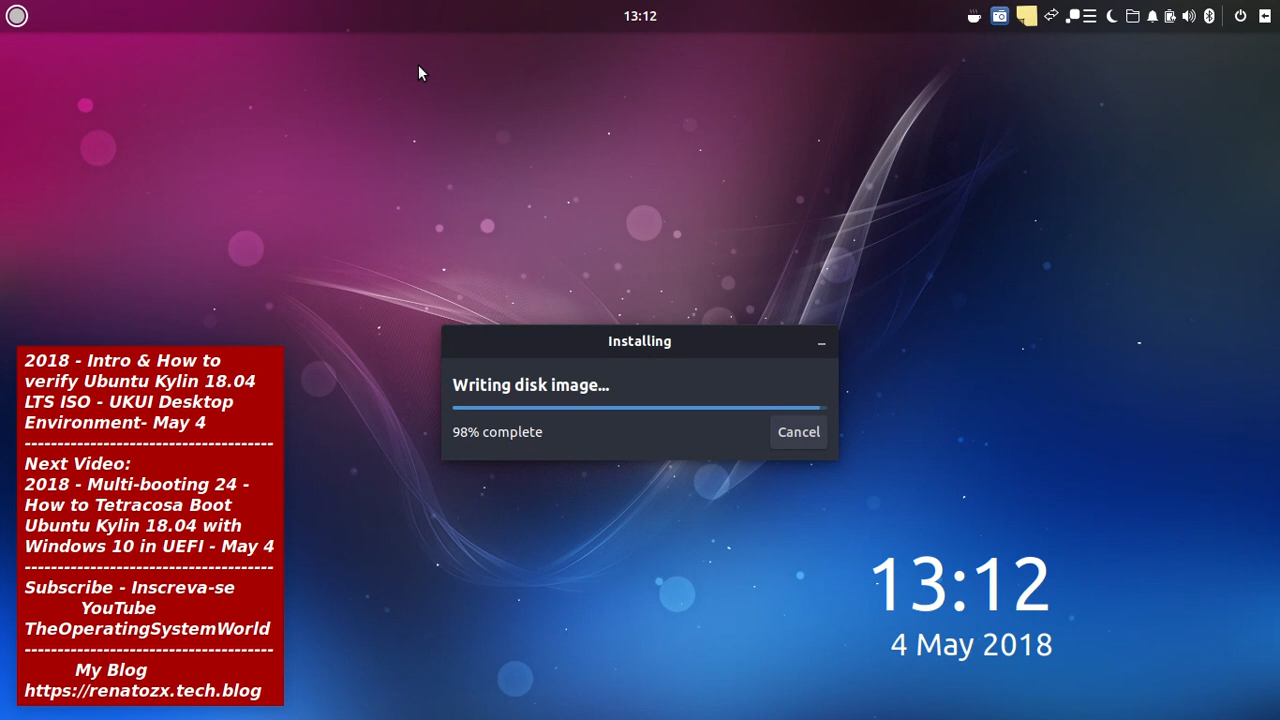 13:12
2018 - Intro & How to
verify Ubuntu Kylin 18.04
LTS ISO - UKUI Desktop
Environment- May 4
------------------------------------
Next Video:
2018 - Multi-booting 24 -
How to Tetracosa Boot
Ubuntu Kylin 18.04 with
Windows 10 in UEFI - May 4
------------------------------------
Subscribe - Inscreva-se
YouTube
TheOperatingSystemWorld
------------------------------------
My Blog
https://renatozx.tech.blog
Installing
Writing disk image...
98% complete
Cancel
13:12
4 May 2018